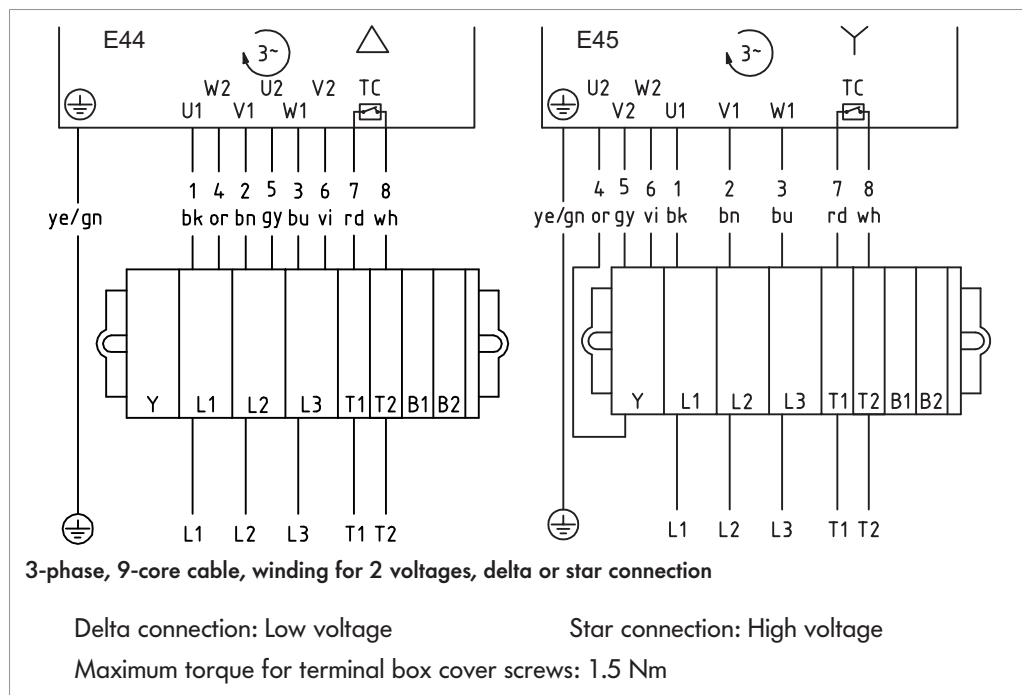 E44 3~ E45 3~
W2 U2 V2 TC U2 W2 TC
U1 V1 W1 V2 U1 V1 W1
1 4 2 5 3 6 7 8 4 5 6 1 2 3 7 8
ye/gn bk or bn gy bu vi rd wh ye/gn or gy vi bk bn bu rd wh
Y L1 L2 L3 T1 T2 B1 B2 Y L1 L2 L3 T1 T2 B1 B2
L1 L2 L3 T1 T2 L1 L2 L3 T1 T2
3-phase, 9-core cable, winding for 2 voltages, delta or star connection
Delta connection: Low voltage Star connection: High voltage
Maximum torque for terminal box cover screws: 1.5 Nm